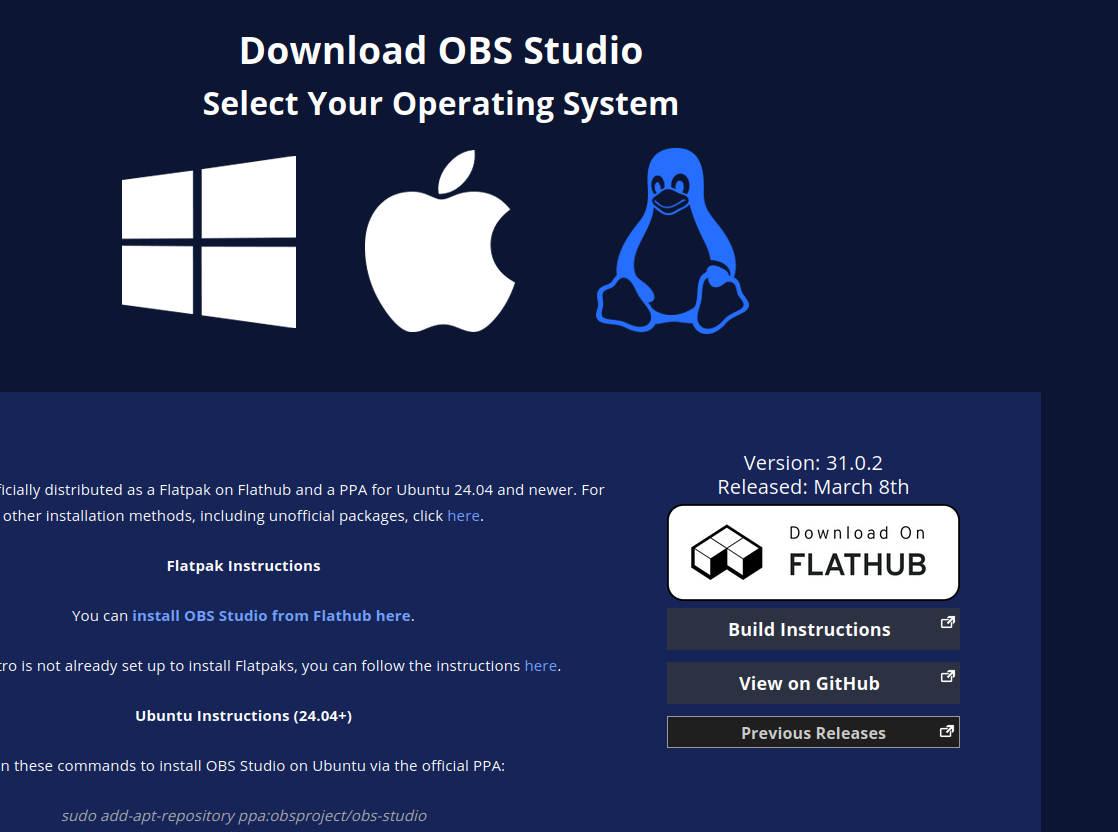 Download OBS Studio
Select Your Operating System
ficially distributed as a Flatpak on Flathub and a PPA for Ubuntu 24.04 and newer. For
other installation methods, including unofficial packages, click here.
Flatpak Instructions
You can install OBS Studio from Flathub here.
tro is not already set up to install Flatpaks, you can follow the instructions here.
Ubuntu Instructions (24.04+)
n these commands to install OBS Studio on Ubuntu via the official PPA:
sudo add-apt-repository ppa:obsproject/obs-studio
Version: 31.0.2
Released: March 8th
Download On
FLATHUB
Build Instructions
View on GitHub
Previous Releases